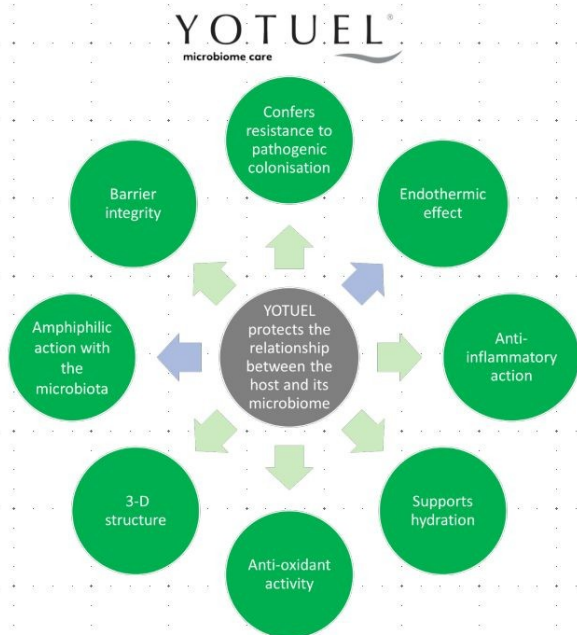 YOTUEL®
microbiome care
Confers
resistance to
pathogenic
colonisation
Endothermic
effect
Anti-
inflammatory
action
Supports
hydration
Anti-oxidant
activity
3-D
structure
Amphiphilic
action with
the
microbiota
Barrier
integrity
YOTUEL
protects the
relationship
between the
host and its
microbiome